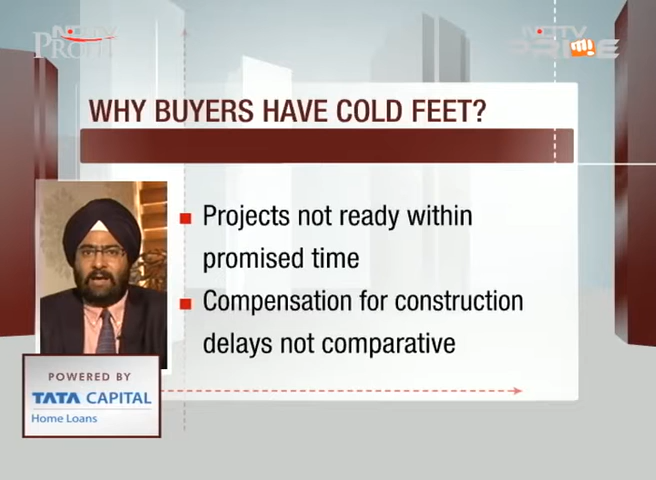 NDTV
PROFIT
NDTV
PRIME
WHY BUYERS HAVE COLD FEET?
Projects not ready within
promised time
Compensation for construction
delays not comparative
POWERED BY
TATA CAPITAL
Home Loans